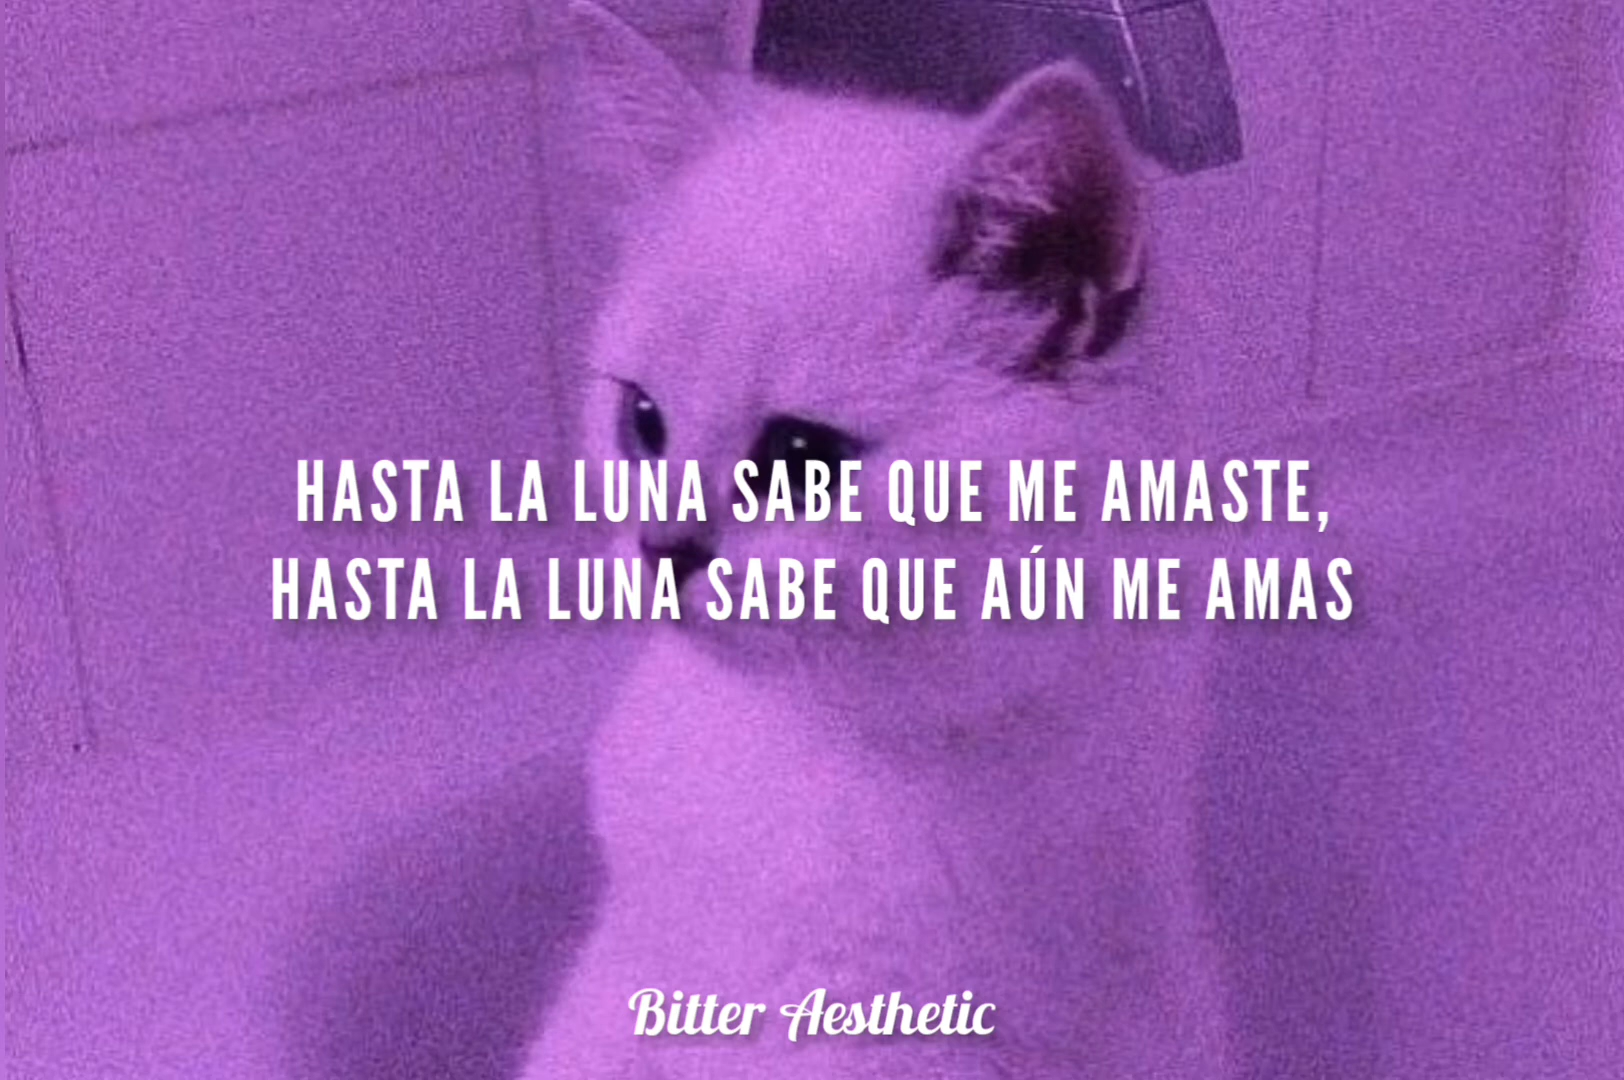 HASTA LA LUNA SABE QUE ME AMASTE,
HASTA LA LUNA SABE QUE AÚN ME AMAS
Bitter Aesthetic